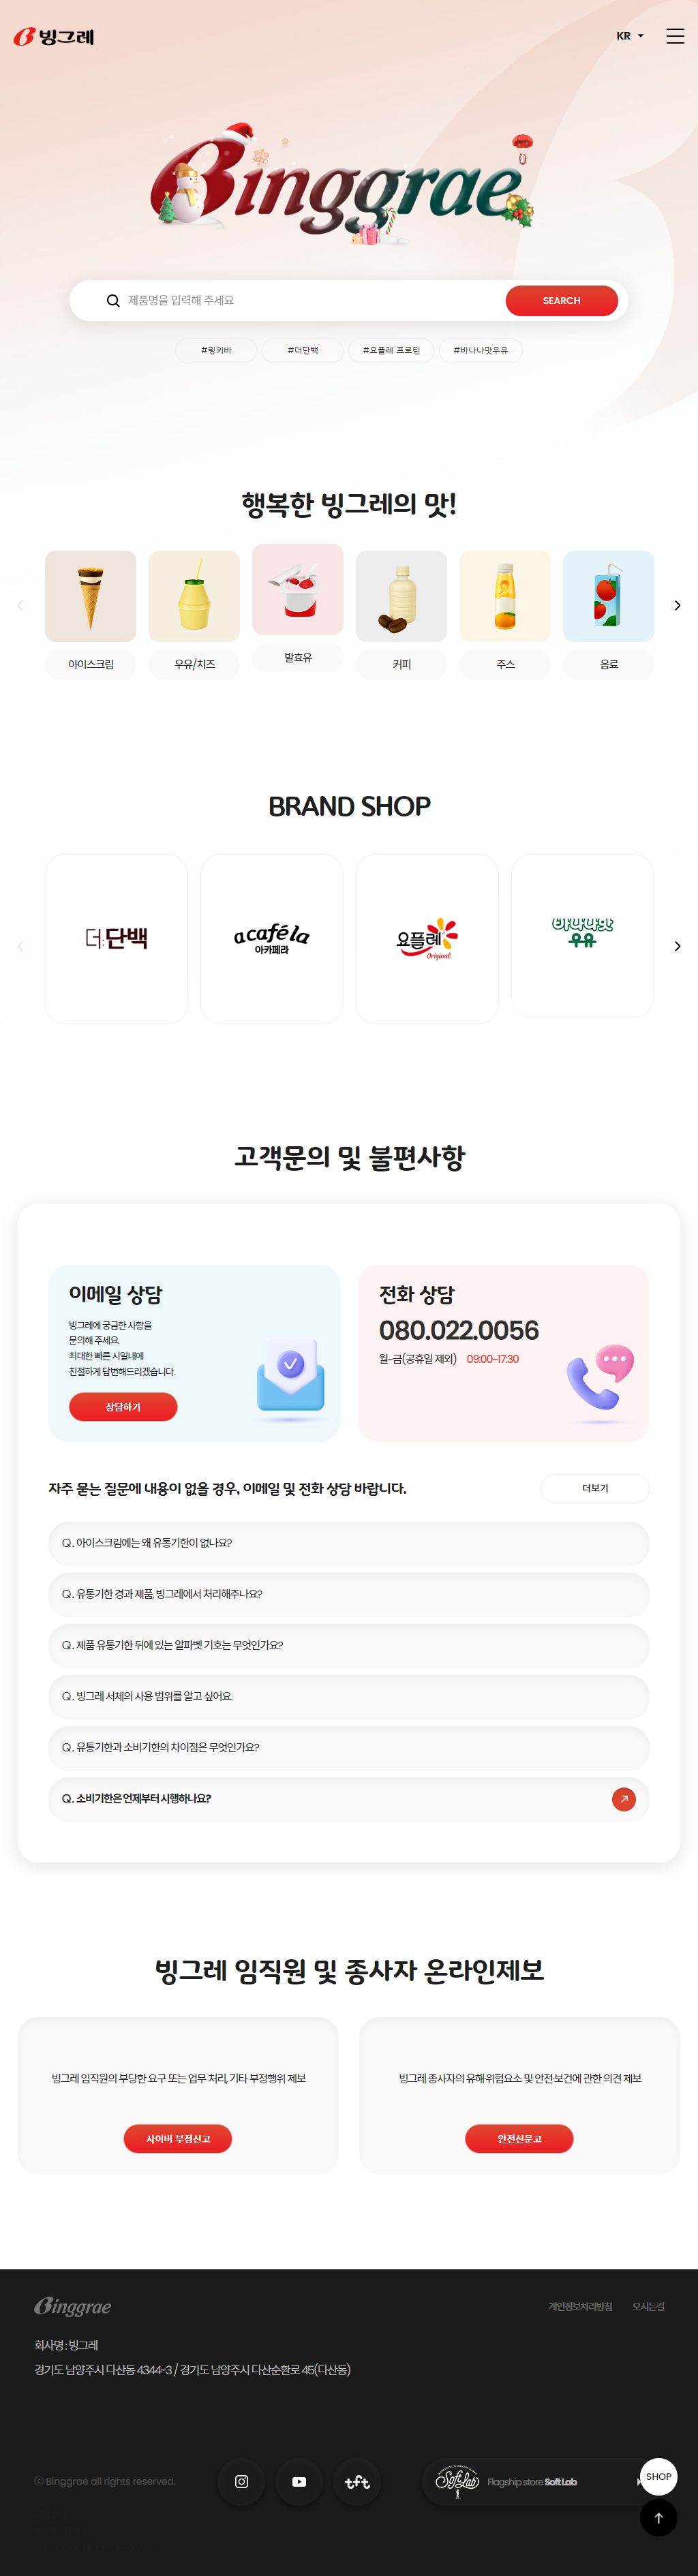 빙그레
KR
Binggrae
제품명을 입력해 주세요
SEARCH
#링키바
#더단백
#요플레 프로틴
#바나나맛우유
행복한 빙그레의 맛!
아이스크림
우유/치즈
발효유
커피
주스
음료
BRAND SHOP
더:단백
acaféla
아카페라
요플레
Original
바나나맛
우유
고객문의 및 불편사항
이메일 상담
빙그레에 궁금한 사항을
문의해 주세요.
최대한 빠른 시일내에
친절하게 답변해드리겠습니다.
상담하기
전화 상담
080.022.0056
월~금(공휴일 제외) 09:00~17:30
자주 묻는 질문에 내용이 없을 경우, 이메일 및 전화 상담 바랍니다.
더보기
Q. 아이스크림에는 왜 유통기한이 없나요?
Q. 유통기한 경과 제품, 빙그레에서 처리해주나요?
Q. 제품 유통기한 뒤에 있는 알파벳 기호는 무엇인가요?
Q. 빙그레 서체의 사용 범위를 알고 싶어요.
Q. 유통기한과 소비기한의 차이점은 무엇인가요?
Q. 소비기한은 언제부터 시행하나요?
빙그레 임직원 및 종사자 온라인제보
빙그레 임직원의 부당한 요구 또는 업무 처리, 기타 부정행위 제보
사이버 부정신고
빙그레 종사자의 유해·위험요소 및 안전·보건에 관한 의견 제보
안전신문고
Binggrae
개인정보처리방침
오시는길
회사명 : 빙그레
경기도 남양주시 다산동 4344-3 / 경기도 남양주시 다산순환로 45(다산동)
ⓒ Binggrae all rights reserved.
tft
SoftLab
Flagship store Soft Lab
SHOP